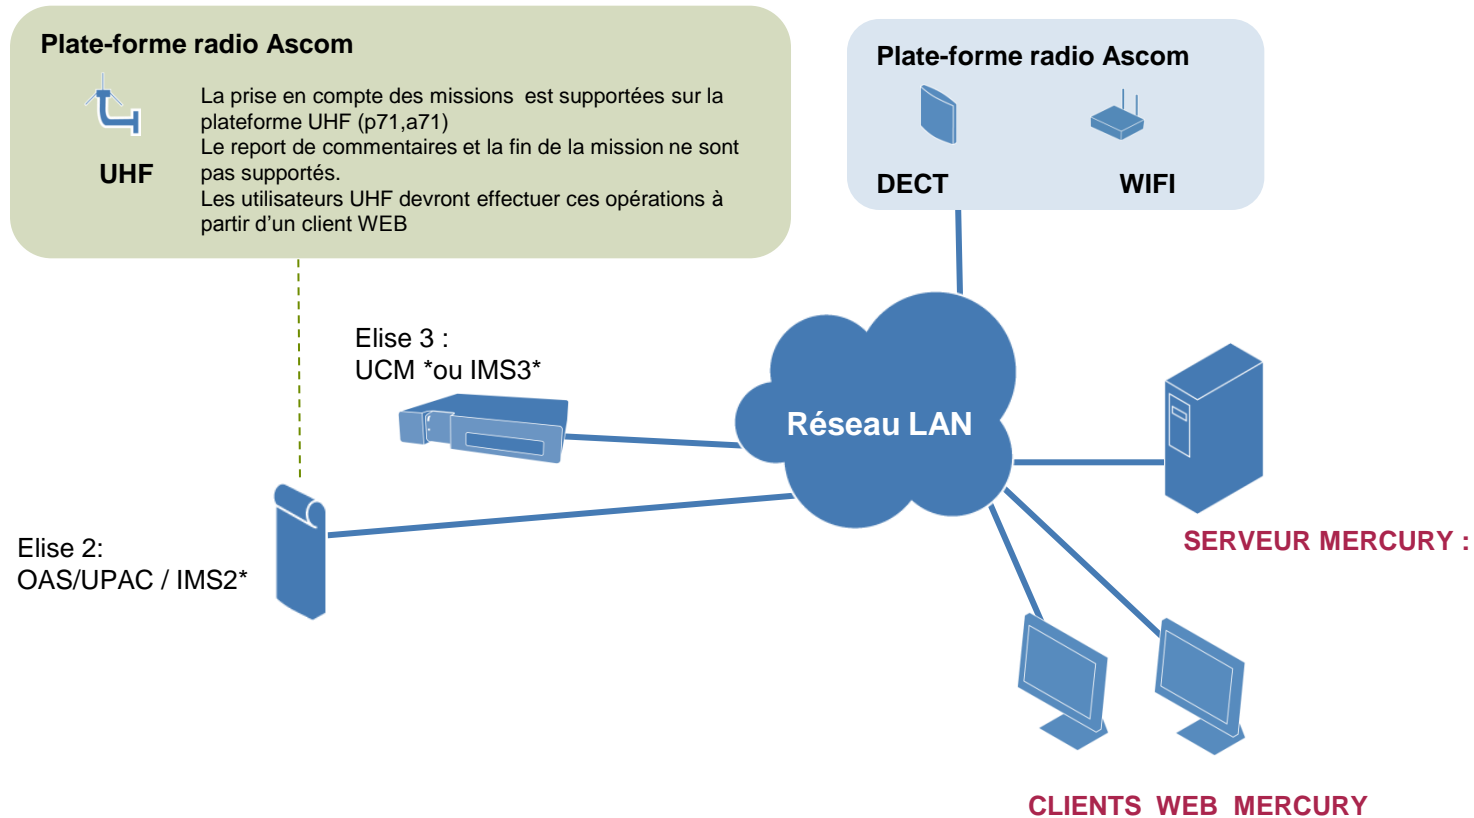 Plate-forme radio Ascom
La prise en compte des missions est supportées sur la
plateforme UHF (p71,a71)
Le report de commentaires et la fin de la mission ne sont
pas supportés.
Les utilisateurs UHF devront effectuer ces opérations à
partir d'un client WEB
UHF
Plate-forme radio Ascom
DECT
WIFI
Elise 3 :
UCM *ou IMS3*
Réseau LAN
Elise 2:
OAS/UPAC / IMS2*
SERVEUR MERCURY :
CLIENTS WEB MERCURY